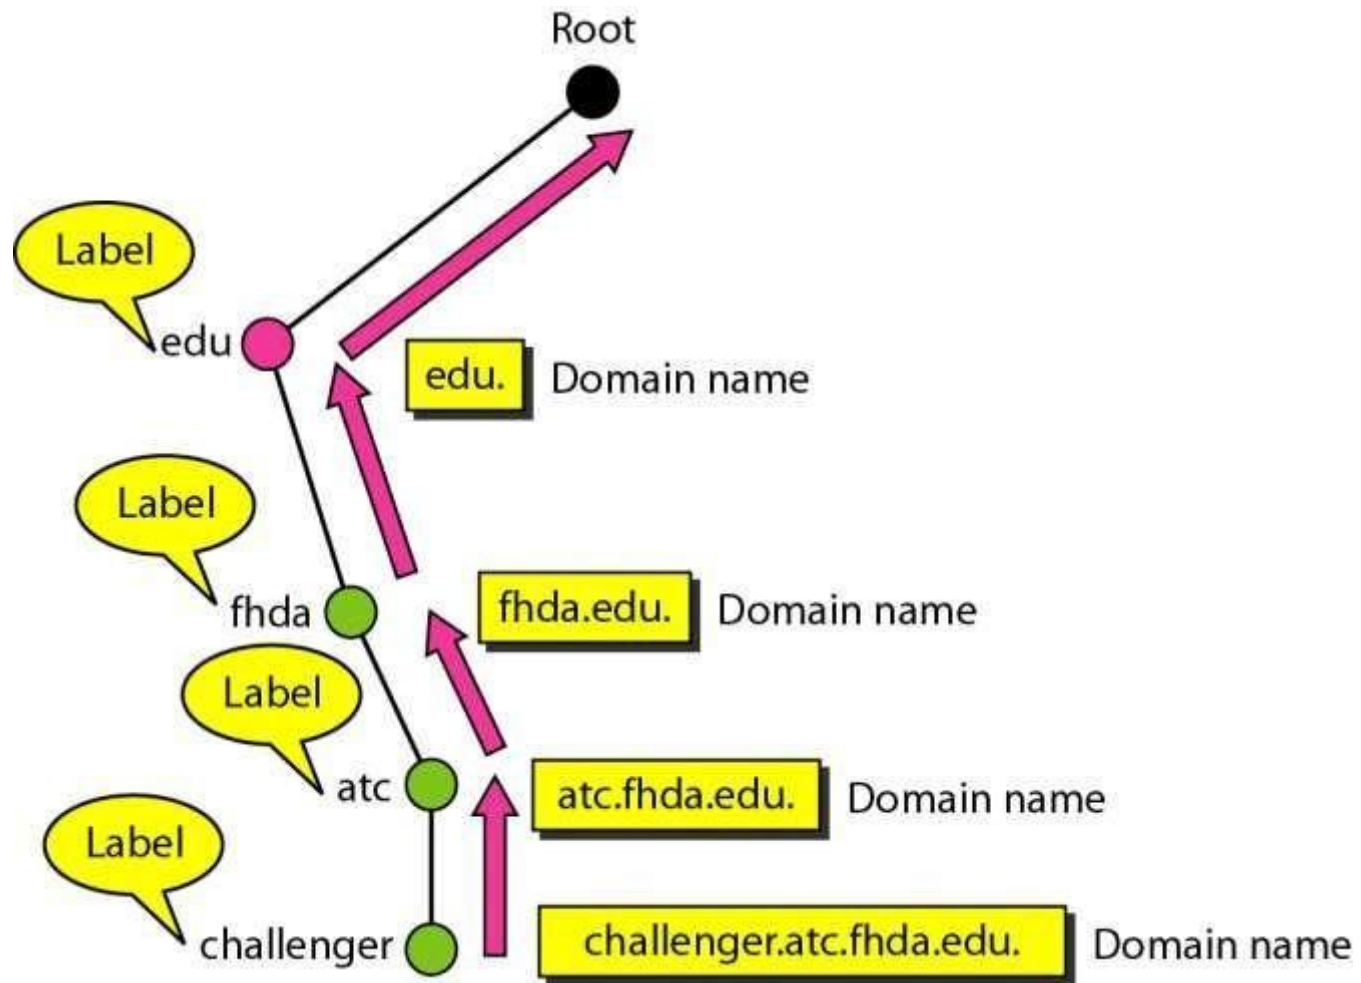 Root
Label
edu
edu.
Domain name
Label
fhda
fhda.edu.
Domain name
Label
atc
atc.fhda.edu.
Domain name
Label
challenger
challenger.atc.fhda.edu.
Domain name